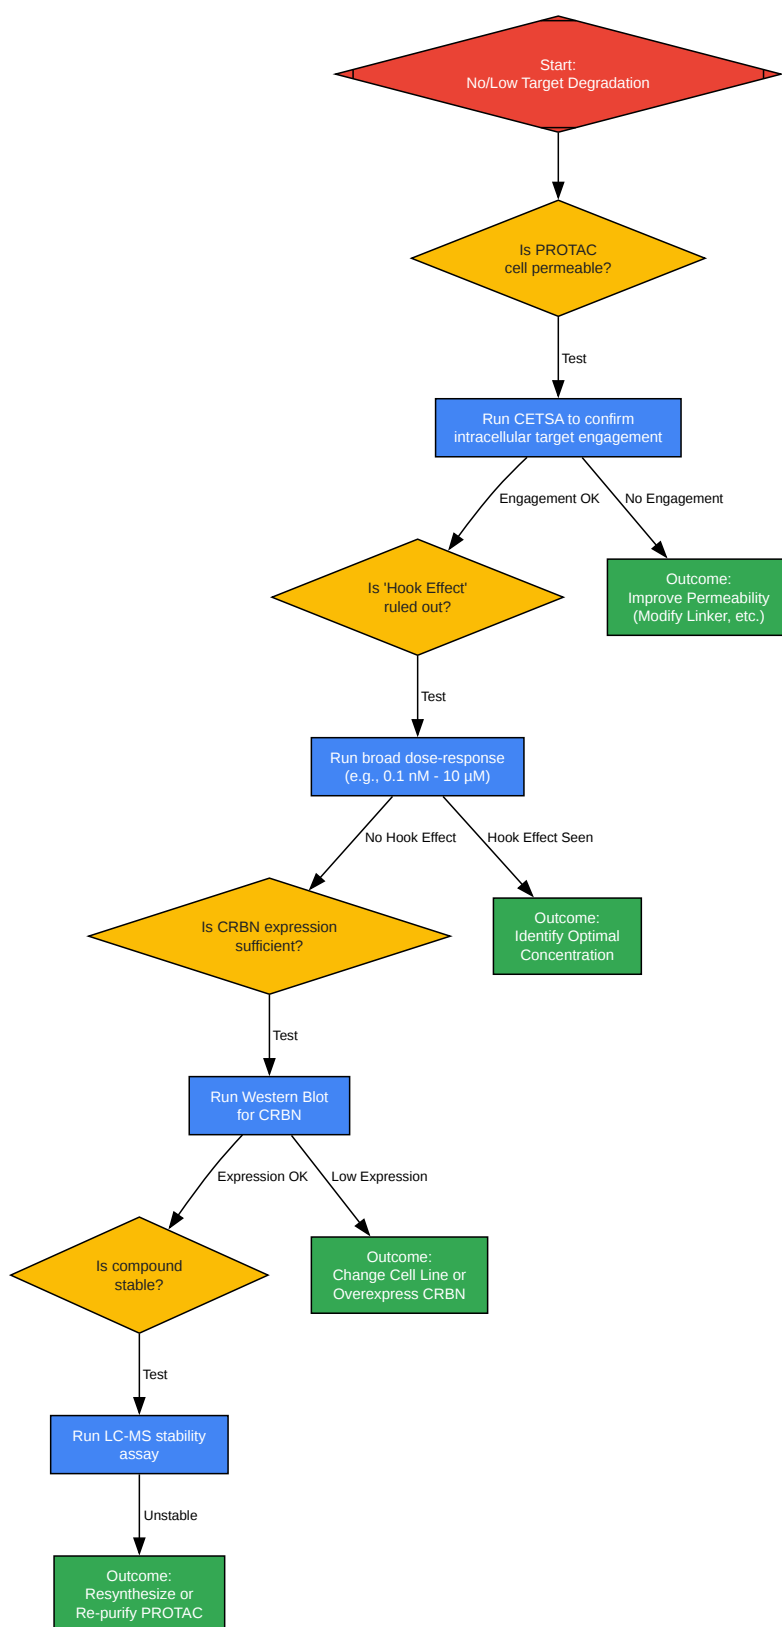 Start:
No/Low Target Degradation
Is PROTAC
cell permeable?
Test
Run CETSA to confirm
intracellular target engagement
Engagement OK
No Engagement
Is 'Hook Effect'
ruled out?
Outcome:
Improve Permeability
(Modify Linker, etc.)
Test
Run broad dose-response
(e.g., 0.1 nM - 10 µM)
No Hook Effect
Hook Effect Seen
Is CRBN expression
sufficient?
Outcome:
Identify Optimal
Concentration
Test
Run Western Blot
for CRBN
Expression OK
Low Expression
Is compound
stable?
Outcome:
Change Cell Line or
Overexpress CRBN
Test
Run LC-MS stability
assay
Unstable
Outcome:
Resynthesize or
Re-purify PROTAC